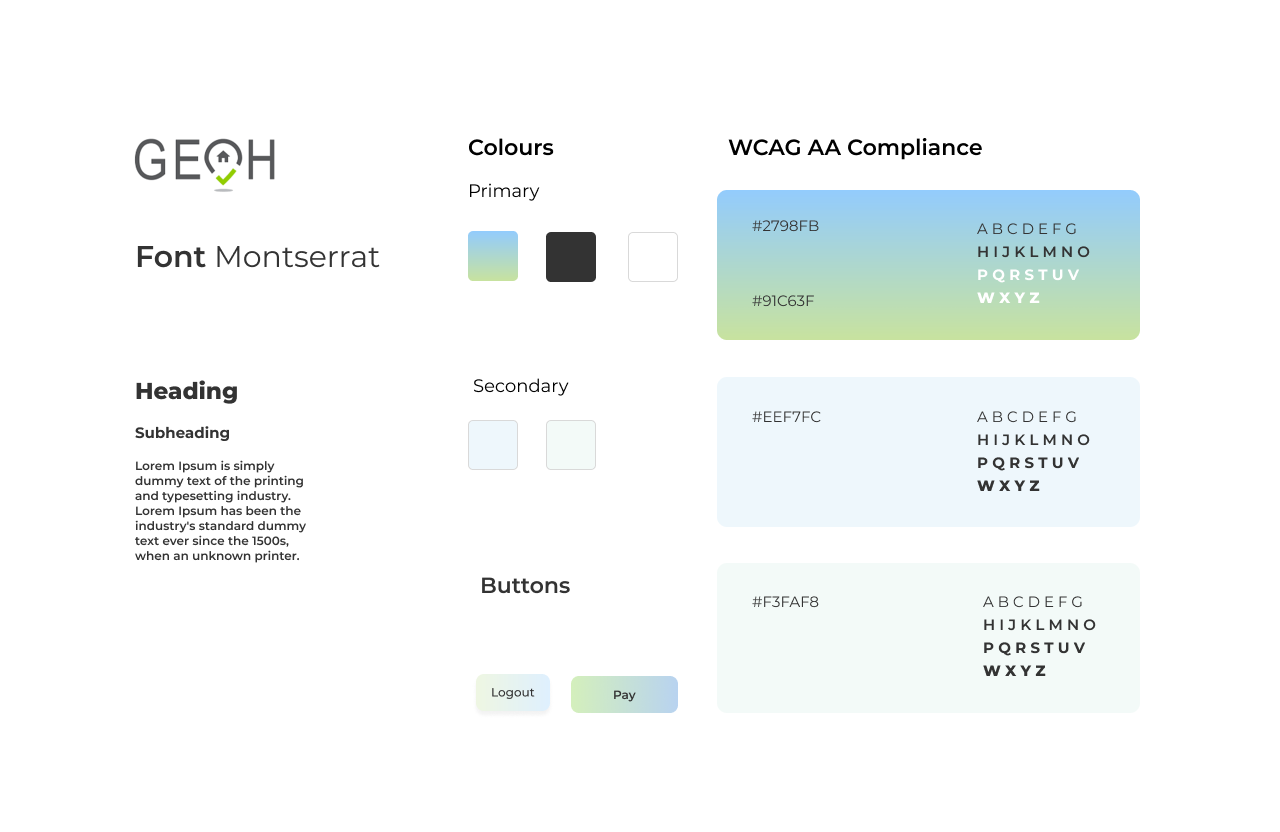 GEOH
Font Montserrat
Heading
Subheading
Lorem Ipsum is simply
dummy text of the printing
and typesetting industry.
Lorem Ipsum has been the
industry's standard dummy
text ever since the 1500s,
when an unknown printer.
Colours
Primary
Secondary
Buttons
Logout
Pay
WCAG AA Compliance
#2798FB
#91C63F
A B C D E F G
H I J K L M N O
P Q R S T U V
W X Y Z
#EEF7FC
A B C D E F G
H I J K L M N O
P Q R S T U V
W X Y Z
#F3FAF8
A B C D E F G
H I J K L M N O
P Q R S T U V
W X Y Z